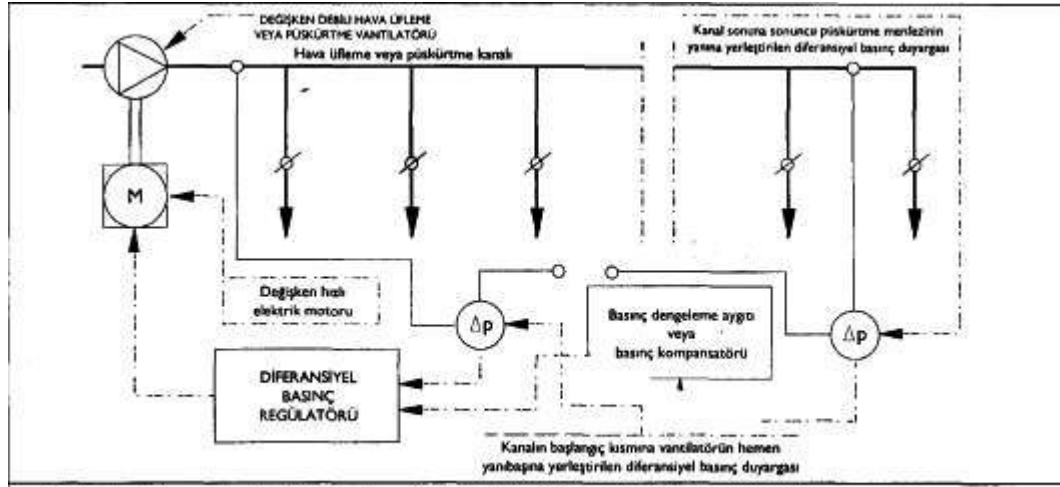 DEĞİŞKEN DEBİLİ HAVA ÜFLEME
VEYA PÜSKÜRTME VANTİLATÖRÜ
Hava üfleme veya püskürtme kanalı
Kanal sonuna sonuncu püskürtme menfezinin
yanına yerleştirilen diferansiyel basınç duyargası
M
Değişken hızlı
elektrik motoru
Δp
Basınç dengeleme aygıtı
veya
basınç kompansatörü
Δp
DİFERANSİYEL
BASINÇ
REGÜLATÖRÜ
Kanalın başlangıç kısmına vantilatörün hemen
yanıbaşına yerleştirilen diferansiyel basınç duyargası